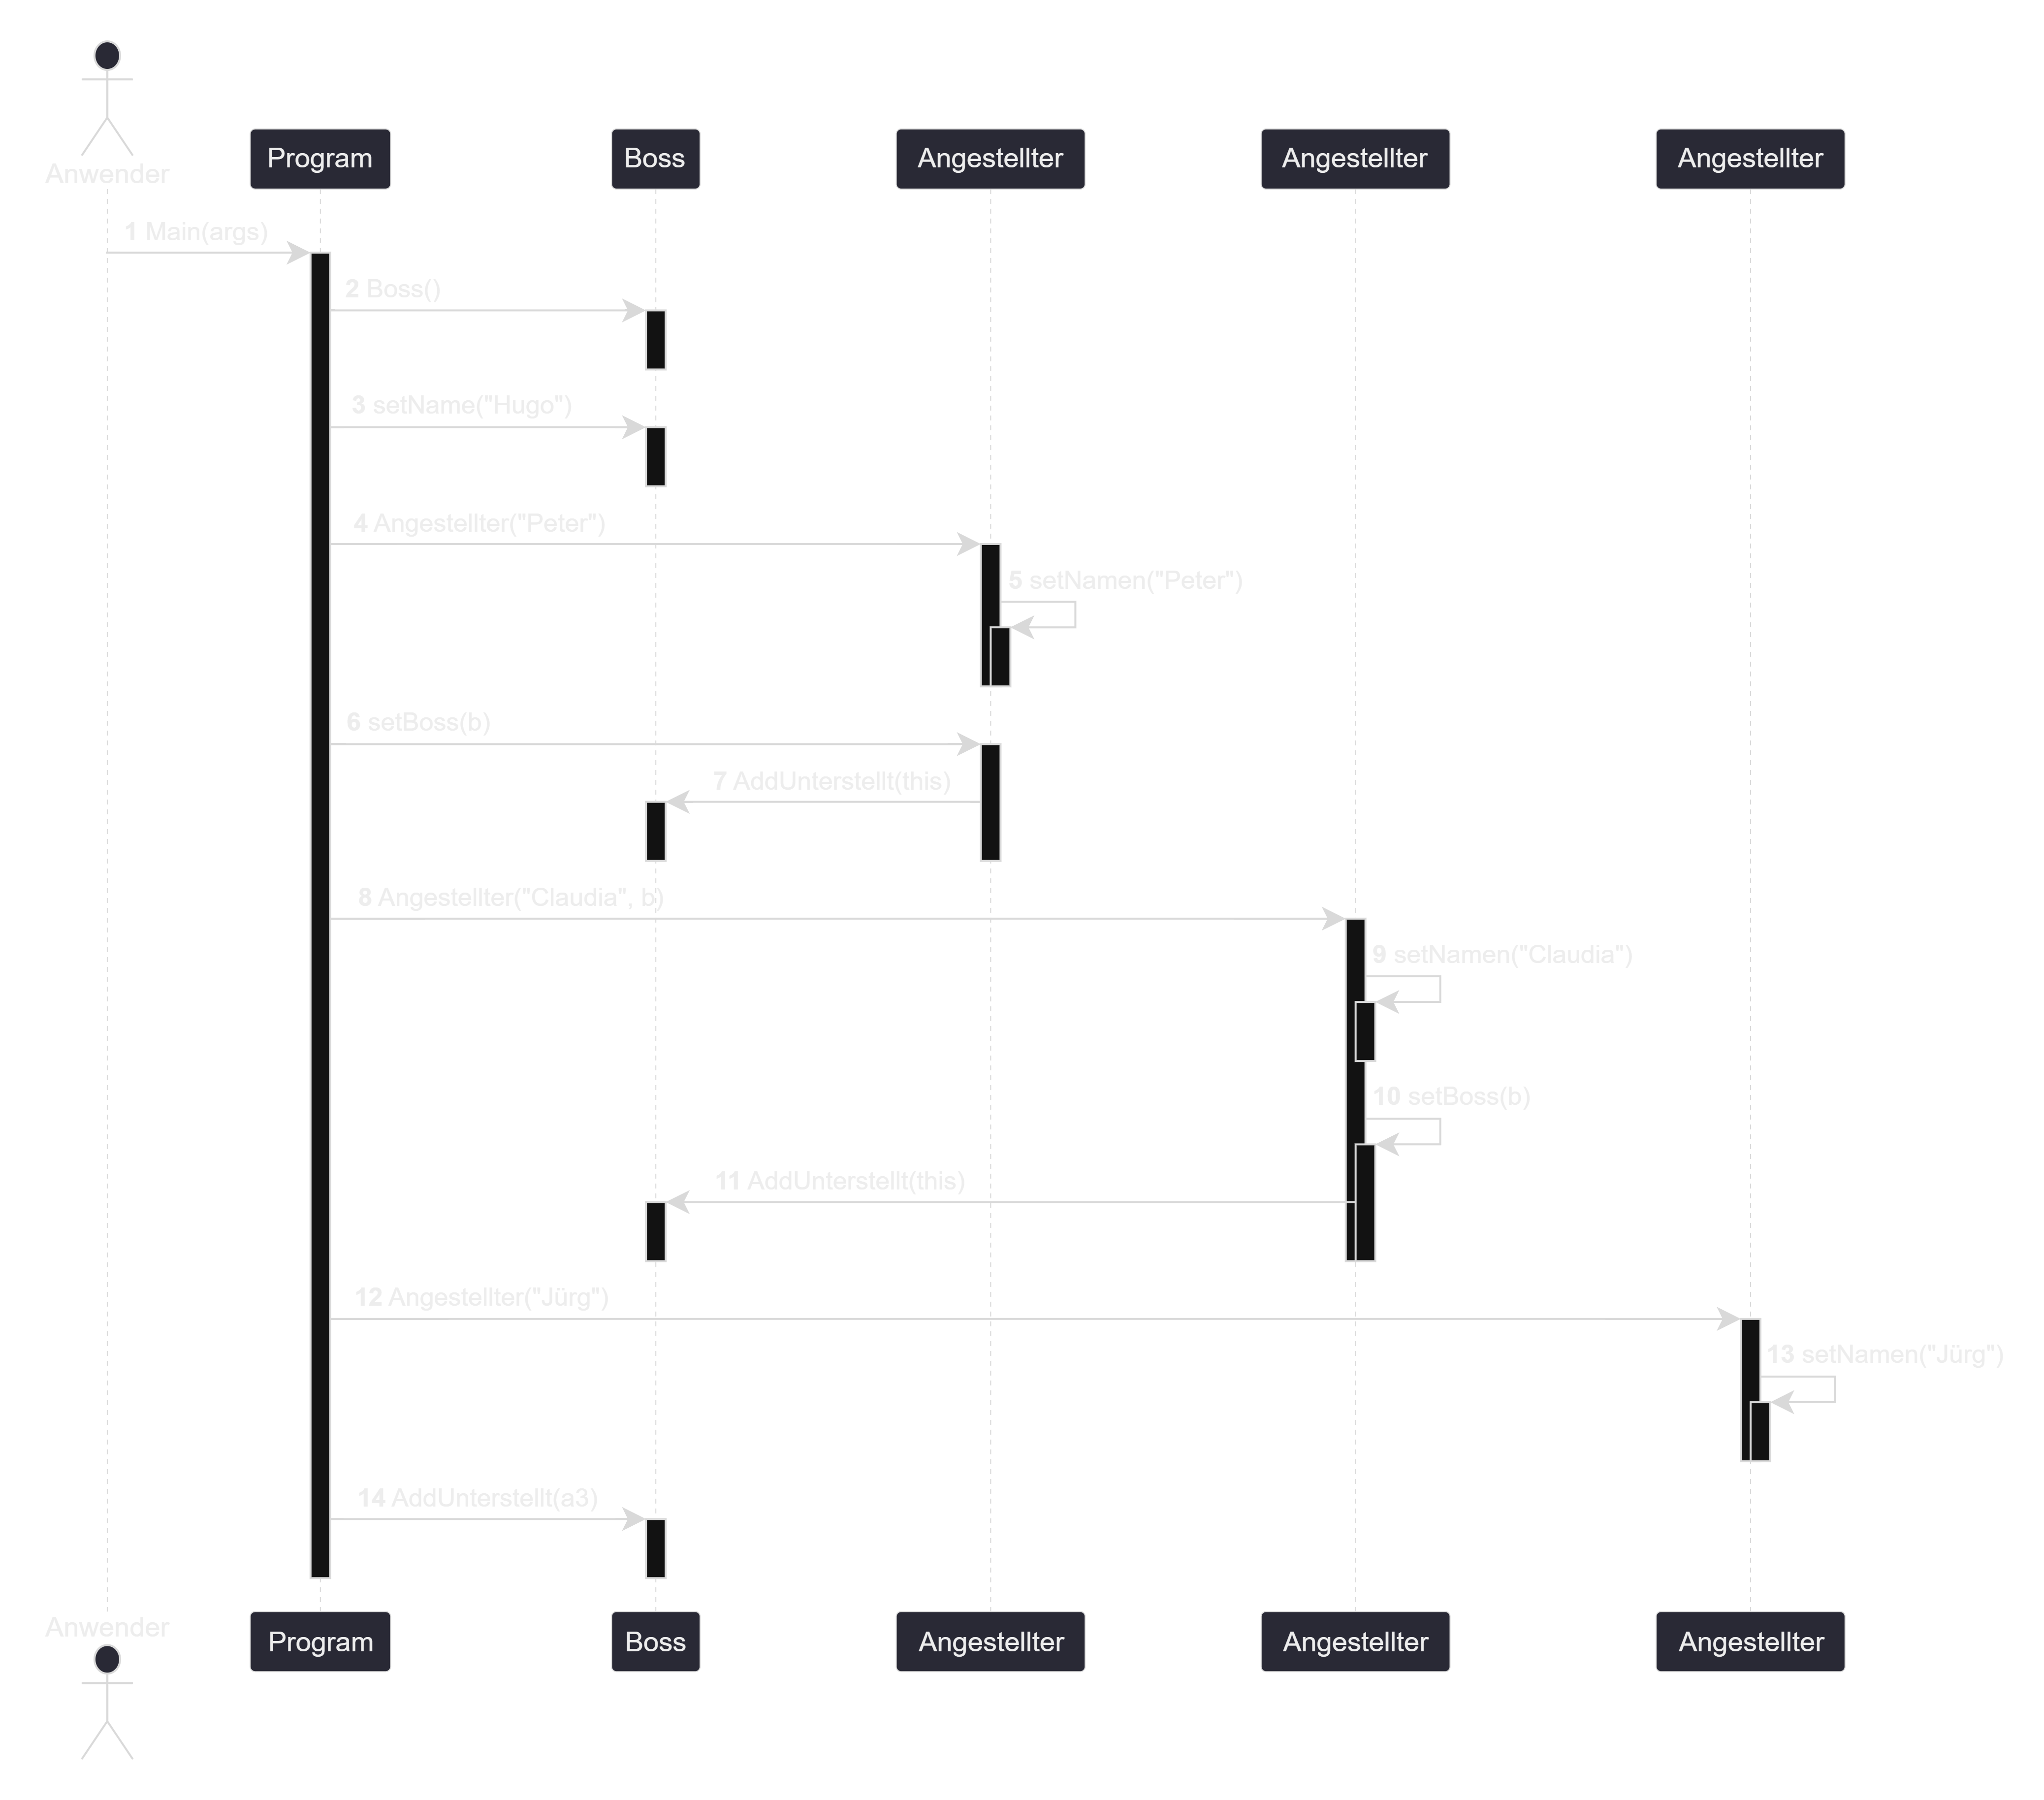 Anwender
Program
Boss
Angestellter
Angestellter
Angestellter
1 Main(args)
2 Boss()
3 setName("Hugo")
4 Angestellter("Peter")
5 setNamen("Peter")
6 setBoss(b)
7 AddUnterstellt(this)
8 Angestellter("Claudia", b)
9 setNamen("Claudia")
10 setBoss(b)
11 AddUnterstellt(this)
12 Angestellter("Jürg")
13 setNamen("Jürg")
14 AddUnterstellt(a3)
Anwender
Program
Boss
Angestellter
Angestellter
Angestellter